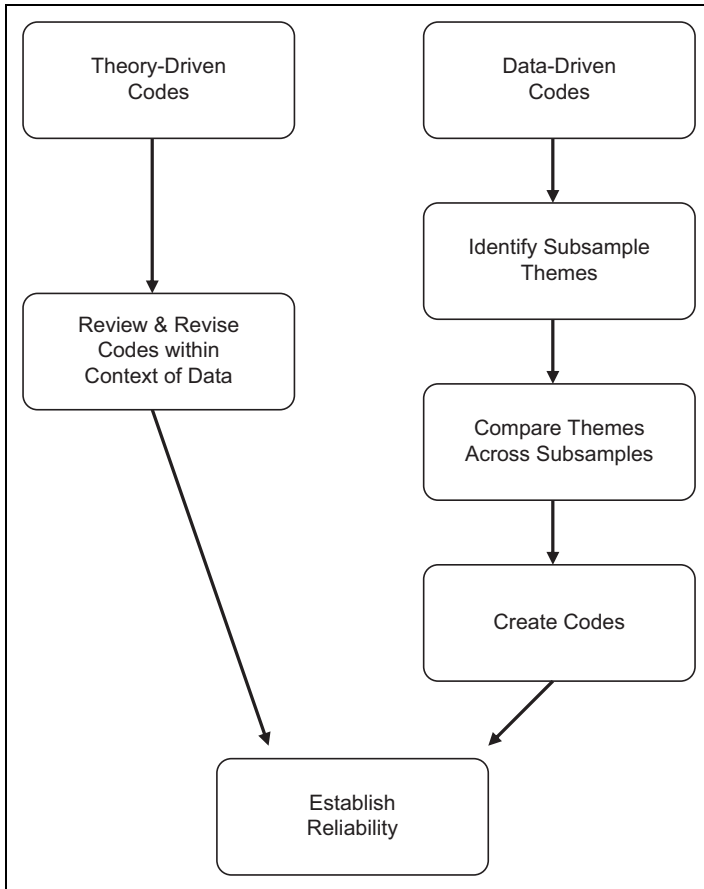 Theory-Driven
Codes
Data-Driven
Codes
Identify Subsample
Themes
Review & Revise
Codes within
Context of Data
Compare Themes
Across Subsamples
Create Codes
Establish
Reliability